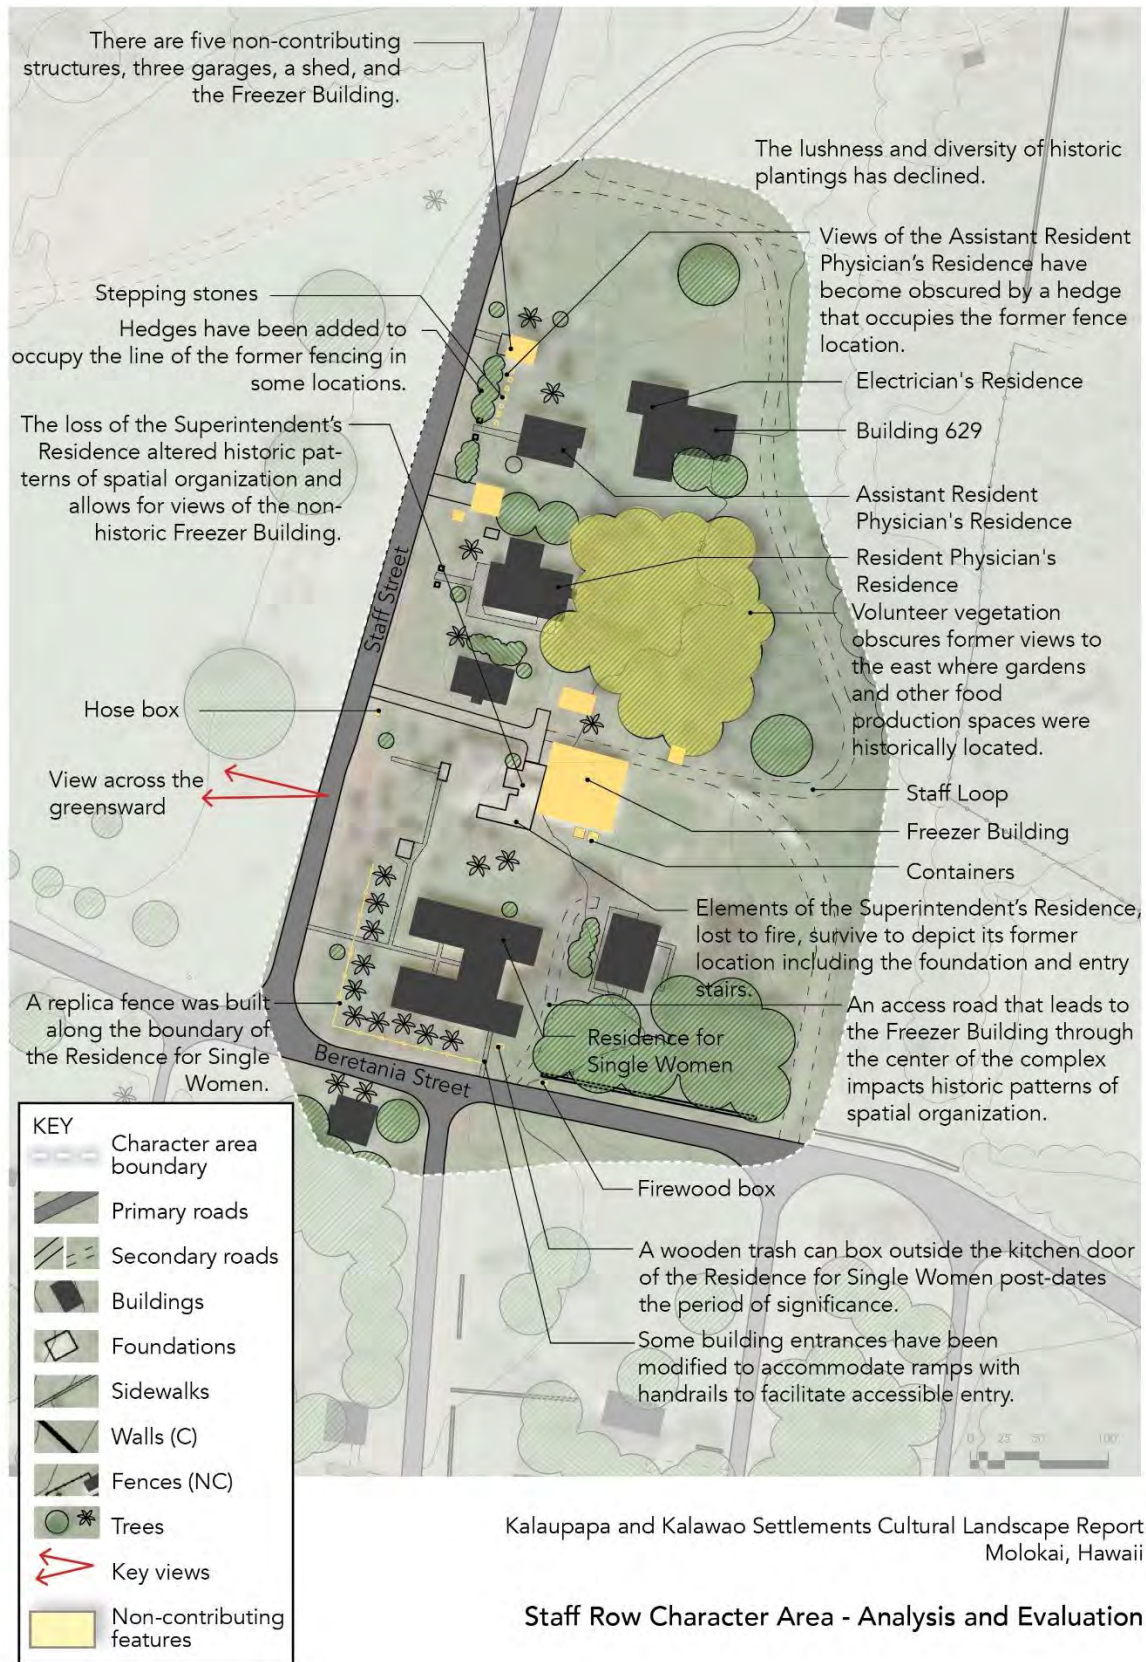 There are five non-contributing
structures, three garages, a shed, and
the Freezer Building.
The lushness and diversity of historic
plantings has declined.
Views of the Assistant Resident
Physician's Residence have
become obscured by a hedge
that occupies the former fence
location.
Stepping stones
Hedges have been added to
occupy the line of the former fencing in
some locations.
Electrician's Residence
The loss of the Superintendent's
Residence altered historic pat-
terns of spatial organization and
allows for views of the non-
historic Freezer Building.
Building 629
Assistant Resident
Physician's Residence
Resident Physician's
Residence
Staff Street
Volunteer vegetation
obscures former views to
the east where gardens
and other food
production spaces were
historically located.
Hose box
View across the
greensward
Staff Loop
Freezer Building
Containers
Elements of the Superintendent's Residence,
lost to fire, survive to depict its former
location including the foundation and entry
stairs.
A replica fence was built
along the boundary of
the Residence for Single
Women.
An access road that leads to
the Freezer Building through
the center of the complex
impacts historic patterns of
spatial organization.
Residence for
Single Women
Beretania Street
Firewood box
A wooden trash can box outside the kitchen door
of the Residence for Single Women post-dates
the period of significance.
Some building entrances have been
modified to accommodate ramps with
handrails to facilitate accessible entry.
KEY
Character area
boundary
Primary roads
Secondary roads
Buildings
Foundations
Sidewalks
Walls (C)
Fences (NC)
Trees
Key views
Non-contributing
features
0 25 50 100'
Kalaupapa and Kalawao Settlements Cultural Landscape Report
Molokai, Hawaii
Staff Row Character Area - Analysis and Evaluation